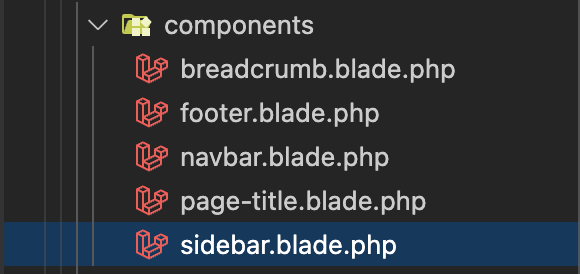 components
breadcrumb.blade.php
footer.blade.php
navbar.blade.php
page-title.blade.php
sidebar.blade.php